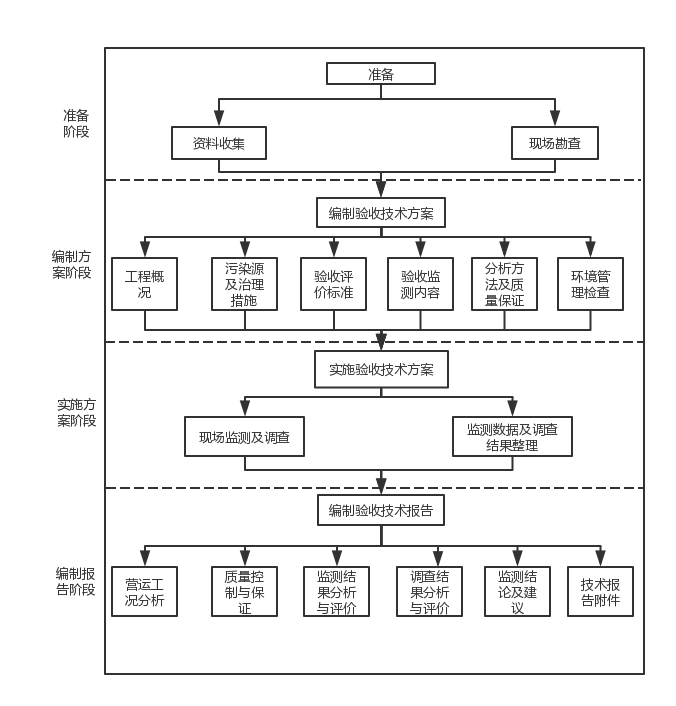 准备
准备
阶段
资料收集
现场勘查
编制验收技术方案
编制方
案阶段
工程概
况
污染源
及治理
措施
验收评
价标准
验收监
测内容
分析方
法及质
量保证
环境管
理检查
实施验收技术方案
实施方
案阶段
现场监测及调查
监测数据及调查
结果整理
编制验收技术报告
编制报
告阶段
营运工
况分析
质量控
制与保
证
监测结
果分析
与评价
调查结
果分析
与评价
监测结
论及建
议
技术报
告附件